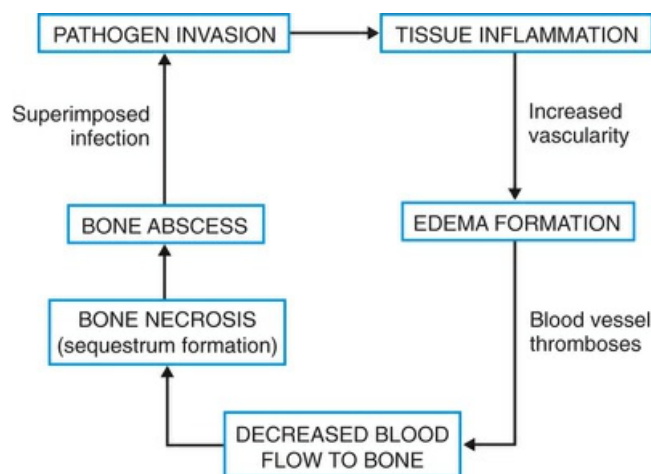 PATHOGEN INVASION
TISSUE INFLAMMATION
Superimposed
infection
Increased
vascularity
BONE ABSCESS
EDEMA FORMATION
BONE NECROSIS
(sequestrum formation)
Blood vessel
thromboses
DECREASED BLOOD
FLOW TO BONE